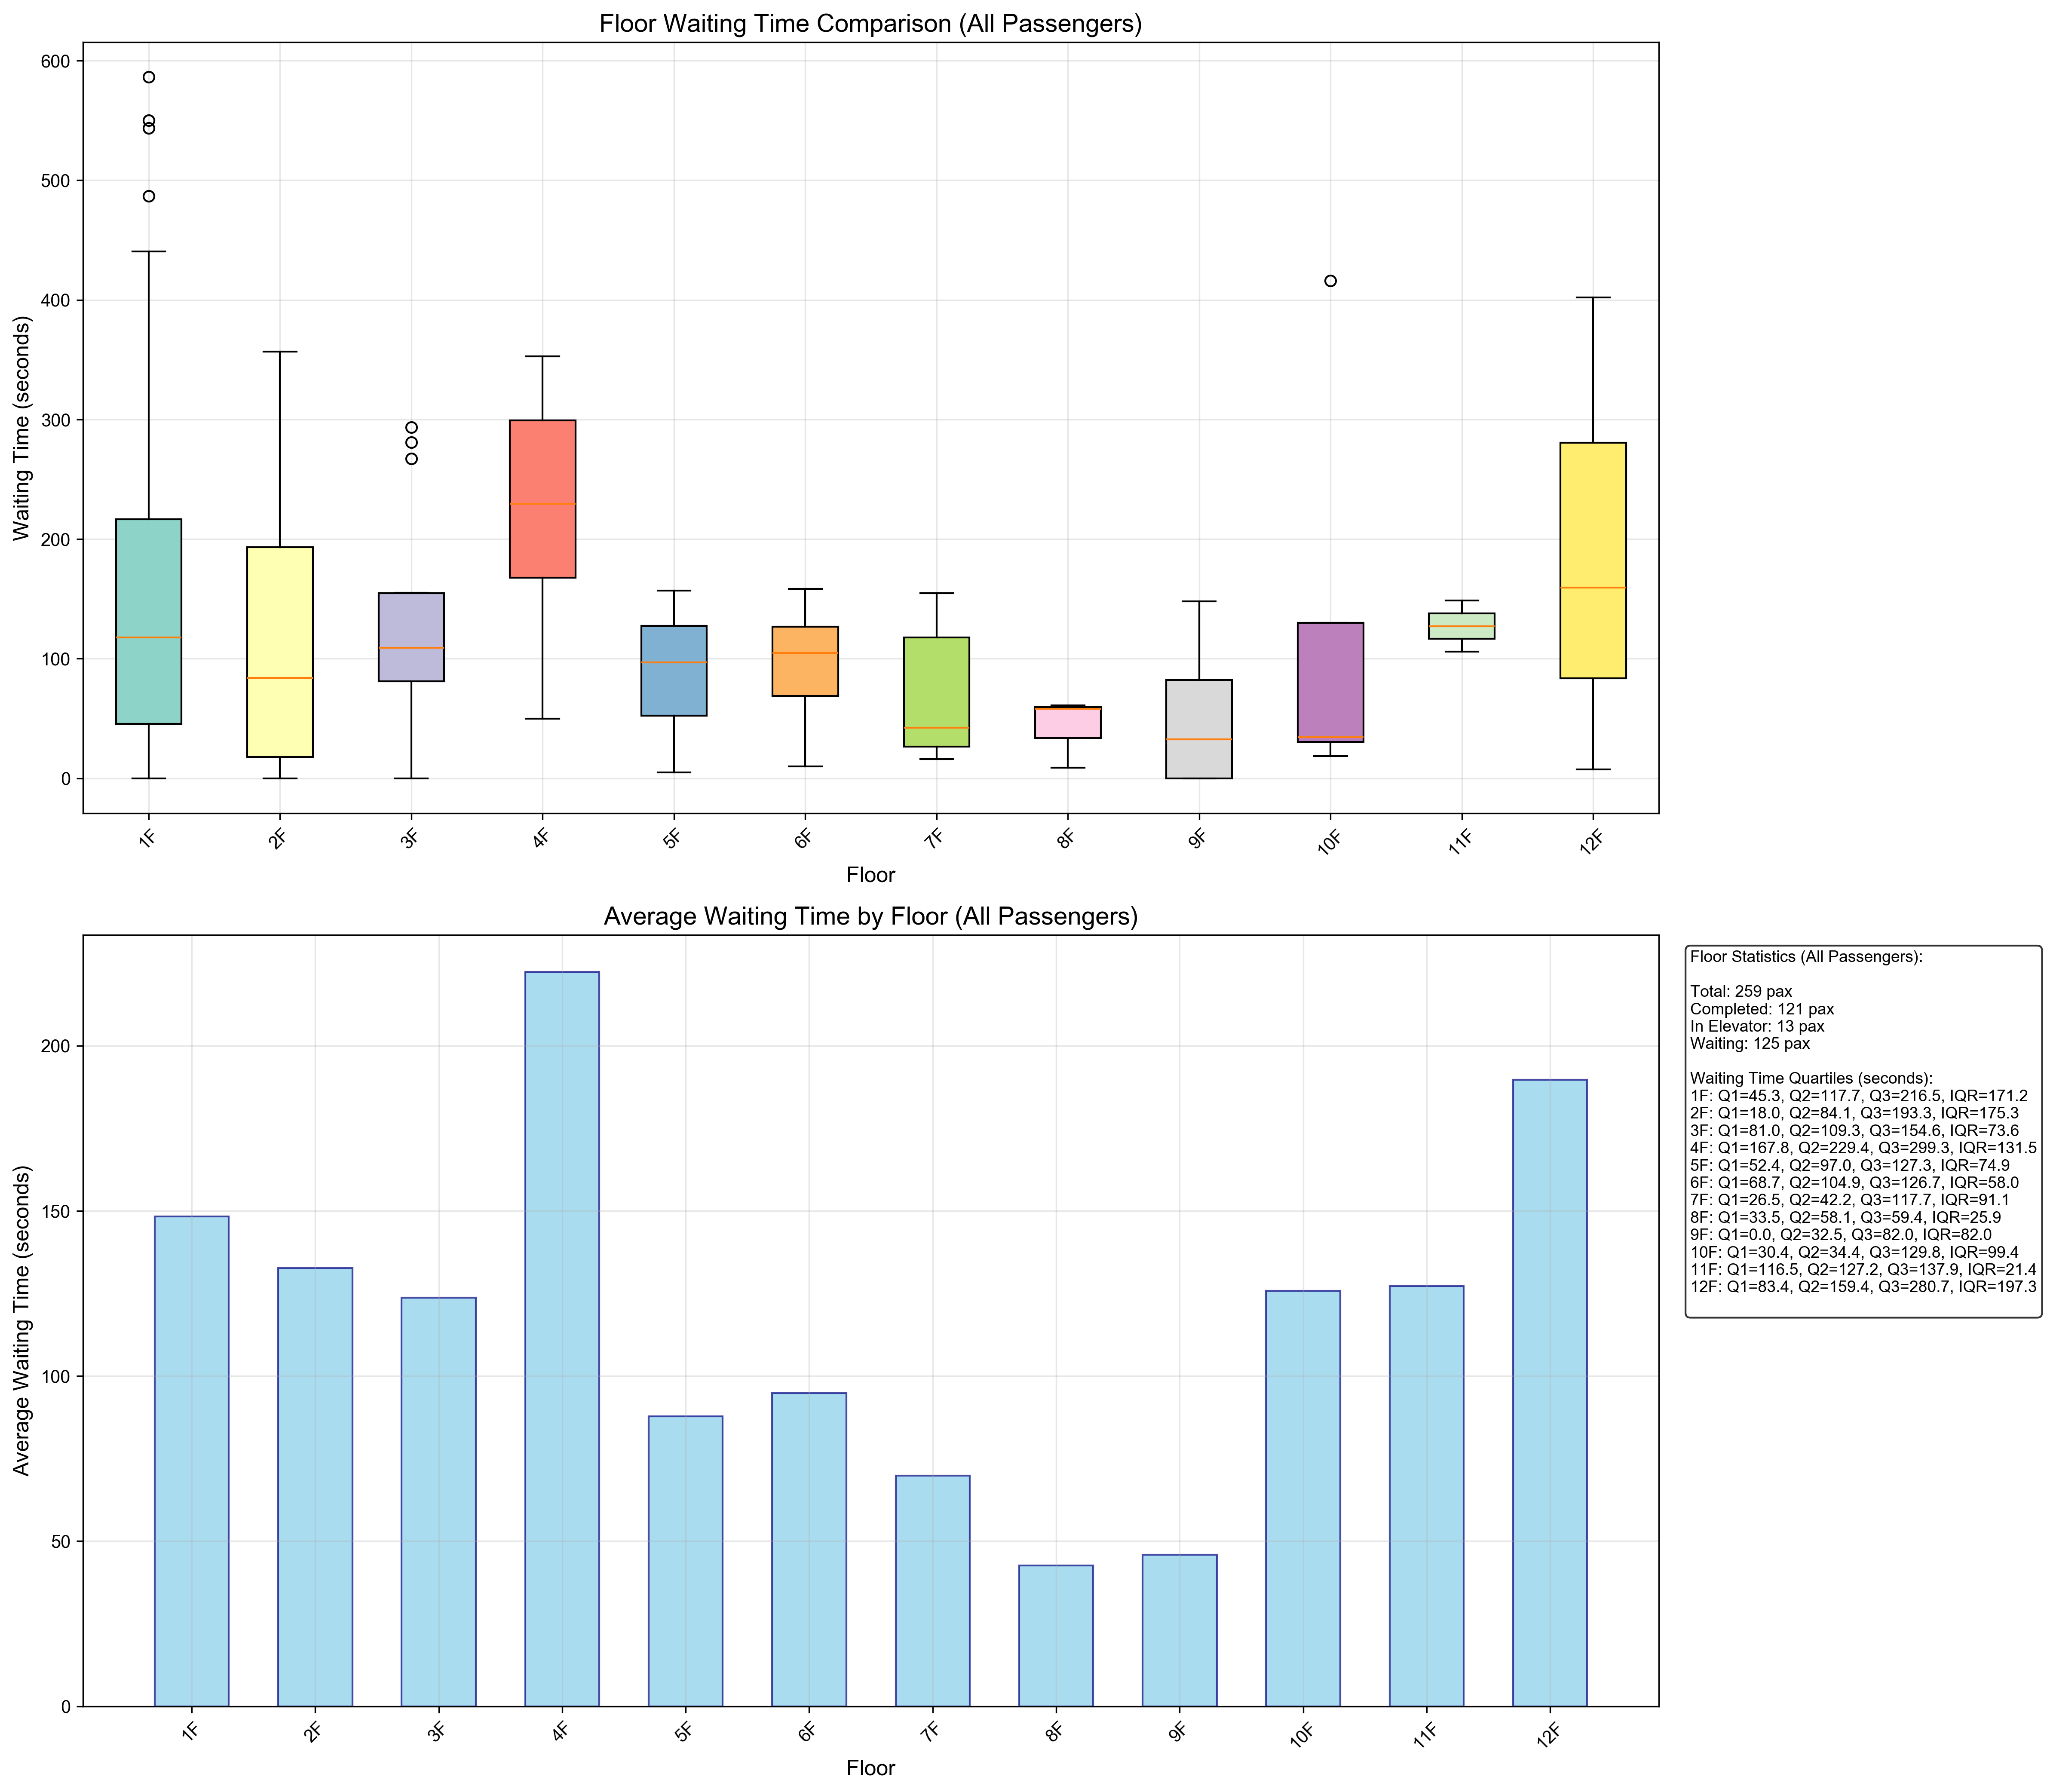 Floor Waiting Time Comparison (All Passengers)
Waiting Time (seconds)
600
500
400
300
200
100
0
1F 2F 3F 4F 5F 6F 7F 8F 9F 10F 11F 12F
Floor
Average Waiting Time by Floor (All Passengers)
Average Waiting Time (seconds)
200
150
100
50
0
1F 2F 3F 4F 5F 6F 7F 8F 9F 10F 11F 12F
Floor
Floor Statistics (All Passengers):
Total: 259 pax
Completed: 121 pax
In Elevator: 13 pax
Waiting: 125 pax
Waiting Time Quartiles (seconds):
1F: Q1=45.3, Q2=117.7, Q3=216.5, IQR=171.2
2F: Q1=18.0, Q2=84.1, Q3=193.3, IQR=175.3
3F: Q1=81.0, Q2=109.3, Q3=154.6, IQR=73.6
4F: Q1=167.8, Q2=229.4, Q3=299.3, IQR=131.5
5F: Q1=52.4, Q2=97.0, Q3=127.3, IQR=74.9
6F: Q1=68.7, Q2=104.9, Q3=126.7, IQR=58.0
7F: Q1=26.5, Q2=42.2, Q3=117.7, IQR=91.1
8F: Q1=33.5, Q2=58.1, Q3=59.4, IQR=25.9
9F: Q1=0.0, Q2=32.5, Q3=82.0, IQR=82.0
10F: Q1=30.4, Q2=34.4, Q3=129.8, IQR=99.4
11F: Q1=116.5, Q2=127.2, Q3=137.9, IQR=21.4
12F: Q1=83.4, Q2=159.4, Q3=280.7, IQR=197.3